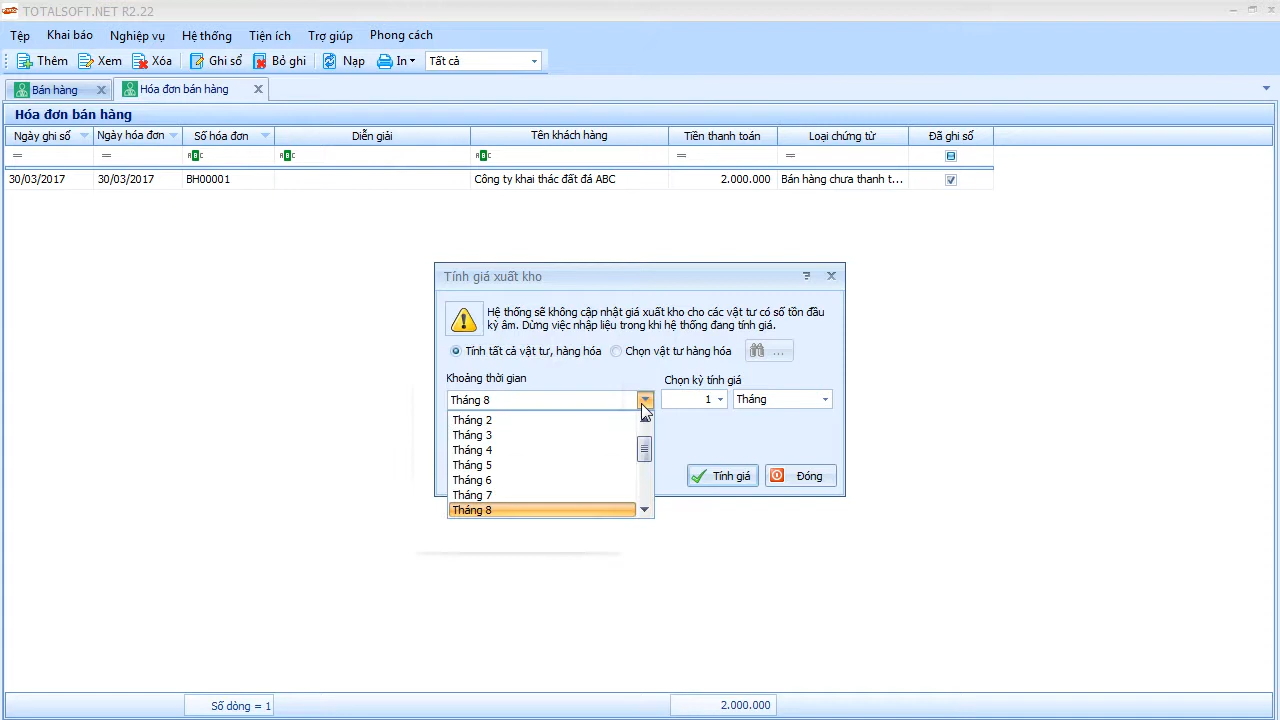 TOTALSOFT.NET R2.22
Tệp Khai báo Nghiệp vụ Hệ thống Tiện ích Trợ giúp Phong cách
Thêm Xem Xóa Ghi sổ Bỏ ghi Nạp In Tất cả
Bán hàng Hóa đơn bán hàng
Hóa đơn bán hàng
Ngày ghi sổ Ngày hóa đơn Số hóa đơn Diễn giải Tên khách hàng Tiền thanh toán Loại chứng từ Đã ghi sổ
30/03/2017 30/03/2017 BH00001 Công ty khai thác đất đá ABC 2.000.000 Bán hàng chưa thanh t...
Tính giá xuất kho
Hệ thống sẽ không cập nhật giá xuất kho cho các vật tư có số tồn đầu
kỳ âm. Dừng việc nhập liệu trong khi hệ thống đang tính giá.
Tính tất cả vật tư, hàng hóa Chọn vật tư hàng hóa ...
Khoảng thời gian Chọn kỳ tính giá
Tháng 8 1 Tháng
Tháng 2
Tháng 3
Tháng 4
Tháng 5
Tháng 6
Tháng 7
Tháng 8
Tính giá Đóng
Số dòng = 1 2.000.000